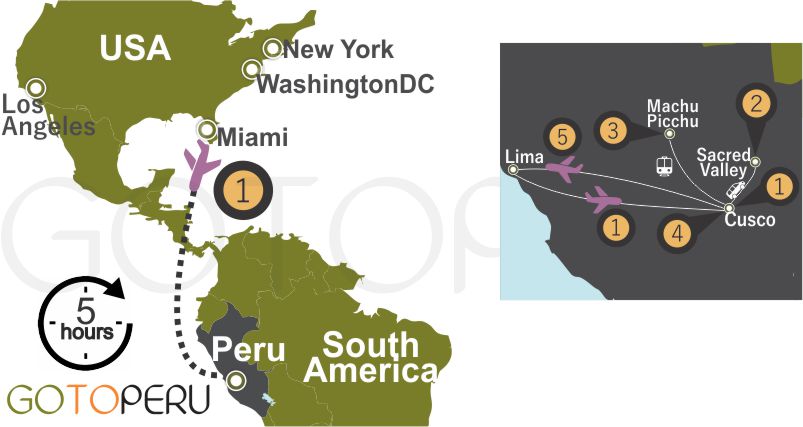 USA
New York
WashingtonDC
Los
Angeles
Miami
1
5
hours
Peru
South
America
GOTOPERU
GOTOPERU
Machu
Picchu
2
3
5
Lima
Sacred
Valley
1
Cusco
1
4